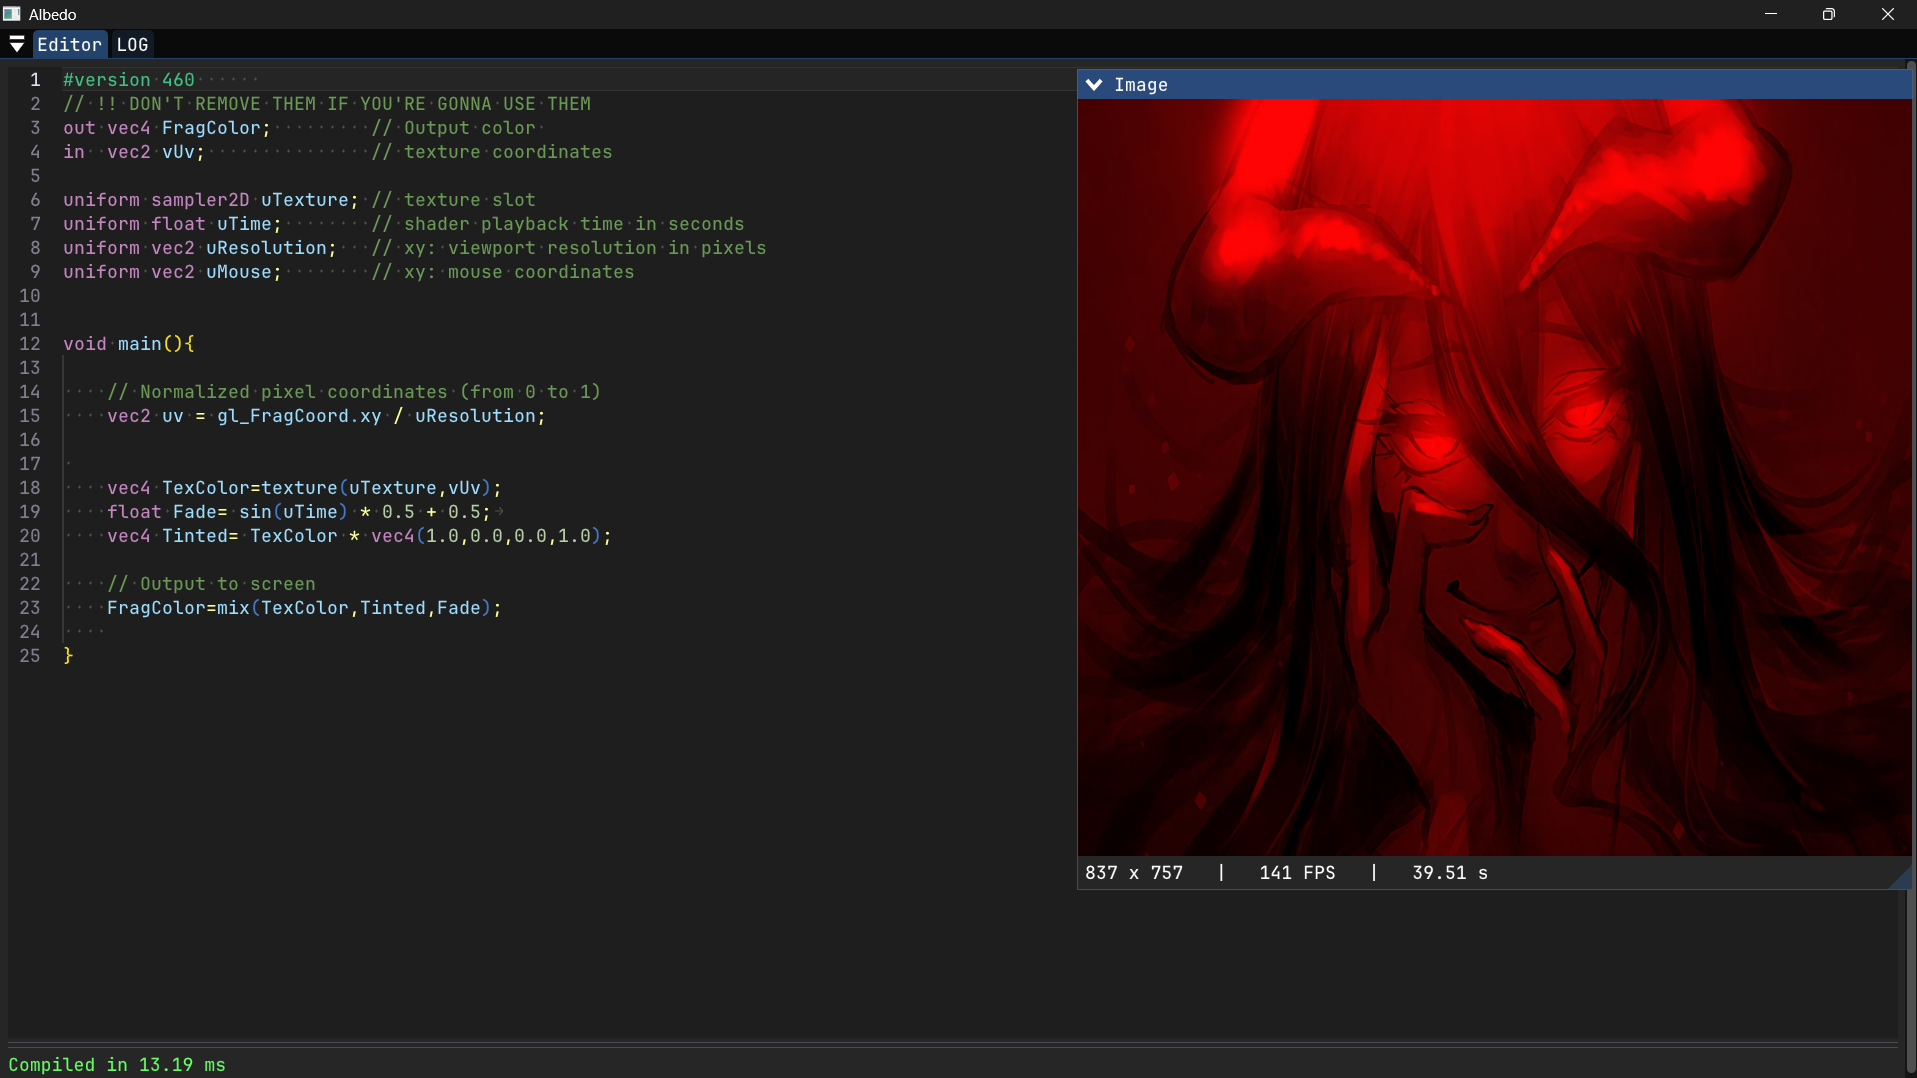 Albedo
Editor LOG
1 #version 460
2 // !! DON'T REMOVE THEM IF YOU'RE GONNA USE THEM
3 out vec4 FragColor; // Output color
4 in vec2 vUv; // texture coordinates
5
6 uniform sampler2D uTexture; // texture slot
7 uniform float uTime; // shader playback time in seconds
8 uniform vec2 uResolution; // xy: viewport resolution in pixels
9 uniform vec2 uMouse; // xy: mouse coordinates
10
11
12 void main(){
13
14 // Normalized pixel coordinates (from 0 to 1)
15 vec2 uv = gl_FragCoord.xy / uResolution;
16
17
18 vec4 TexColor=texture(uTexture,vUv);
19 float Fade= sin(uTime) * 0.5 + 0.5;
20 vec4 Tinted= TexColor * vec4(1.0,0.0,0.0,1.0);
21
22 // Output to screen
23 FragColor=mix(TexColor,Tinted,Fade);
24
25 }
Image
837 x 757 | 141 FPS | 39.51 s
Compiled in 13.19 ms